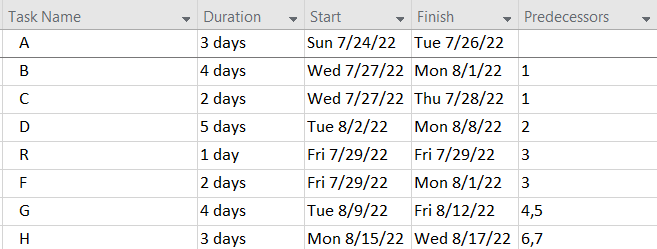 Task Name Duration Start Finish Predecessors
A 3 days Sun 7/24/22 Tue 7/26/22
B 4 days Wed 7/27/22 Mon 8/1/22 1
C 2 days Wed 7/27/22 Thu 7/28/22 1
D 5 days Tue 8/2/22 Mon 8/8/22 2
R 1 day Fri 7/29/22 Fri 7/29/22 3
F 2 days Fri 7/29/22 Mon 8/1/22 3
G 4 days Tue 8/9/22 Fri 8/12/22 4,5
H 3 days Mon 8/15/22 Wed 8/17/22 6,7